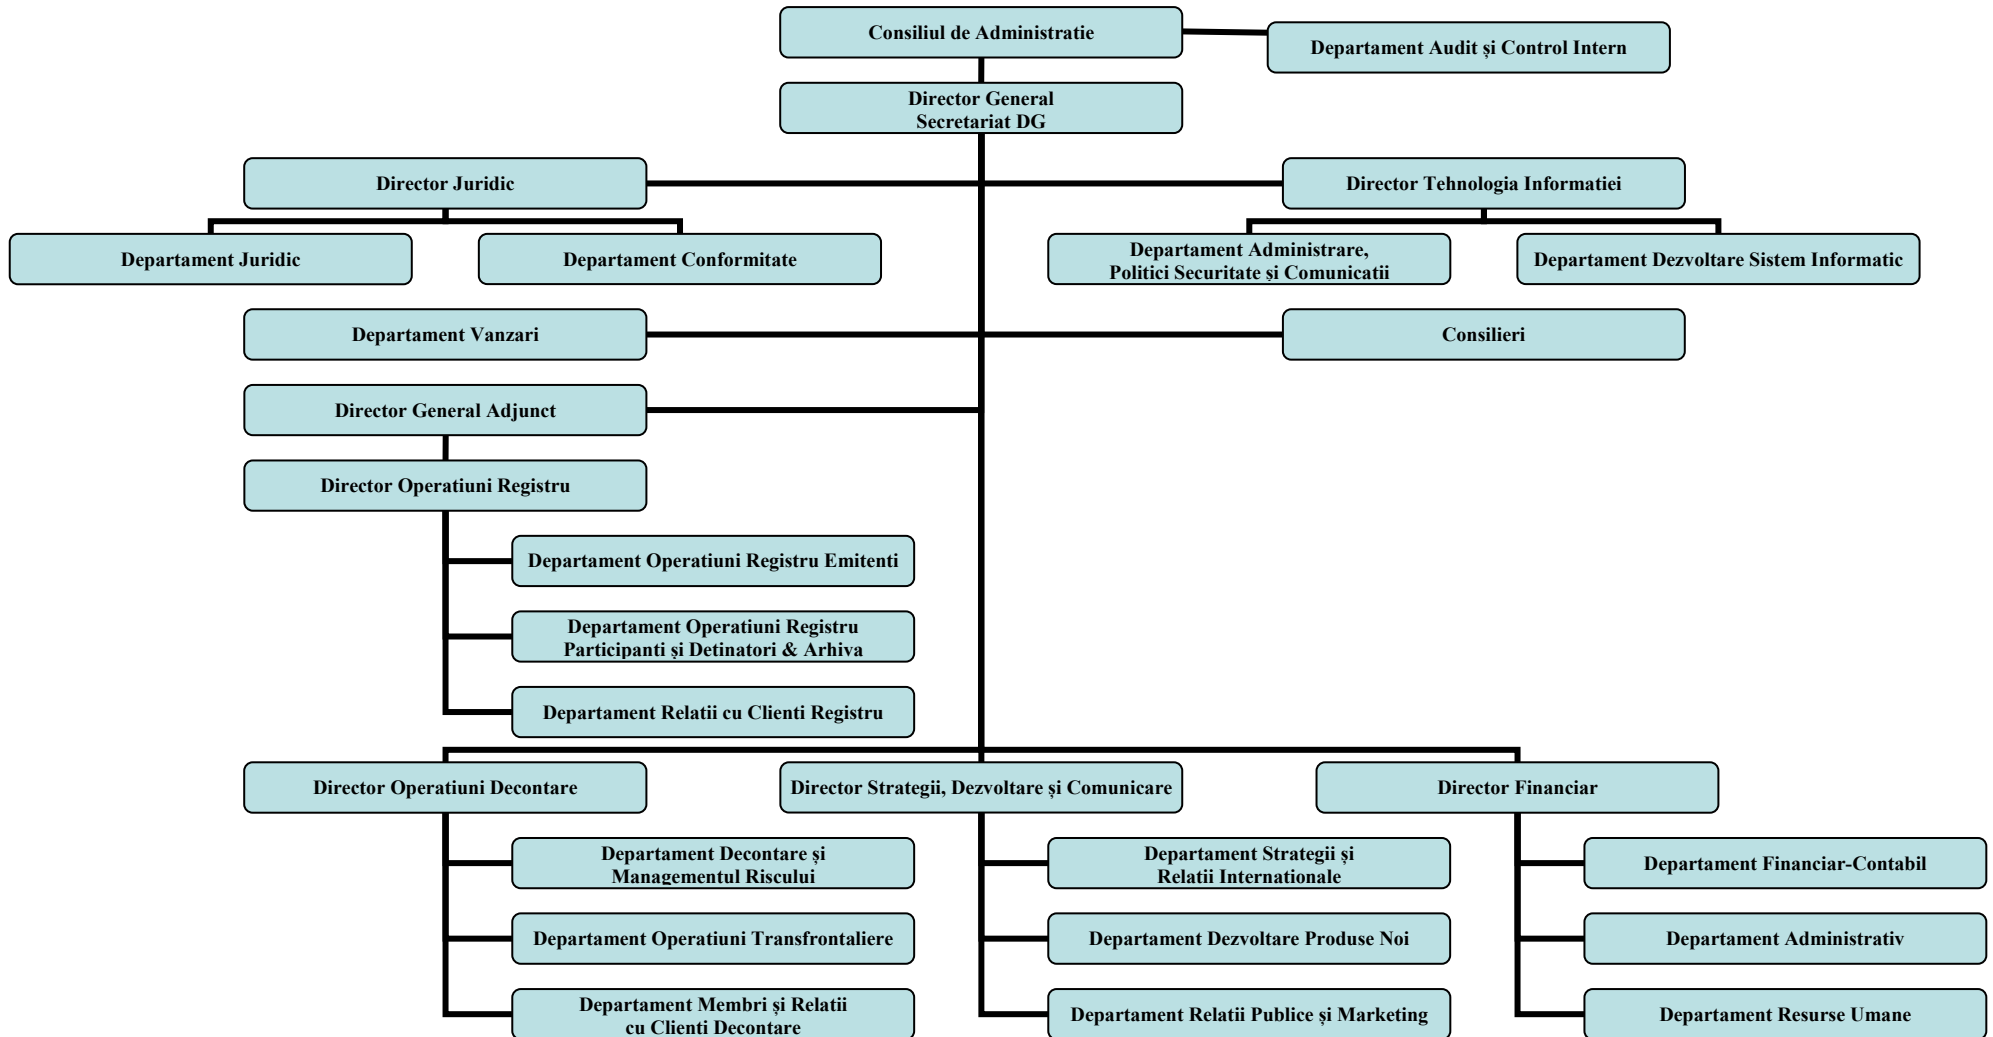 Consiliul de Administratie
Departament Audit și Control Intern
Director General
Secretariat DG
Director Juridic
Director Tehnologia Informatiei
Departament Juridic
Departament Conformitate
Departament Administrare,
Politici Securitate și Comunicatii
Departament Dezvoltare Sistem Informatic
Departament Vanzari
Consilieri
Director General Adjunct
Director Operatiuni Registru
Departament Operatiuni Registru Emitenti
Departament Operatiuni Registru
Participanti și Detinatori & Arhiva
Departament Relatii cu Clienti Registru
Director Operatiuni Decontare
Director Strategii, Dezvoltare și Comunicare
Director Financiar
Departament Decontare și
Managementul Riscului
Departament Strategii și
Relatii Internationale
Departament Financiar-Contabil
Departament Operatiuni Transfrontaliere
Departament Dezvoltare Produse Noi
Departament Administrativ
Departament Membri și Relatii
cu Clienti Decontare
Departament Relatii Publice și Marketing
Departament Resurse Umane